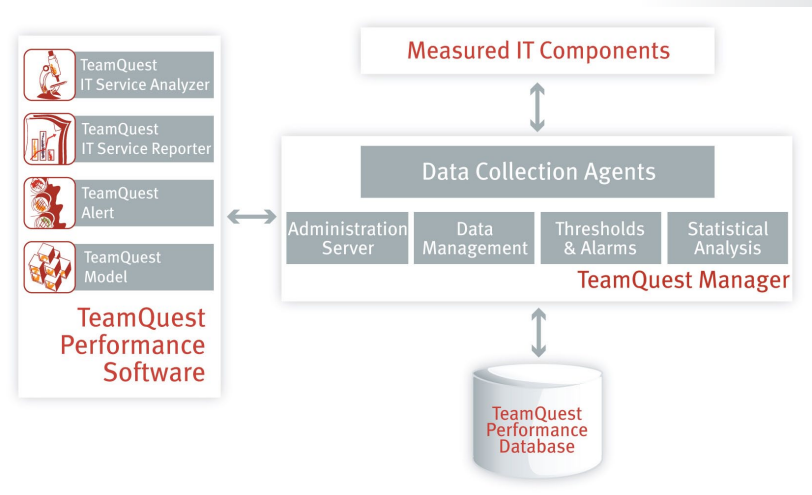 TeamQuest
IT Service Analyzer
TeamQuest
IT Service Reporter
TeamQuest
Alert
TeamQuest
Model
TeamQuest
Performance
Software
Measured IT Components
Data Collection Agents
Administration
Server
Data
Management
Thresholds
& Alarms
Statistical
Analysis
TeamQuest Manager
TeamQuest
Performance
Database